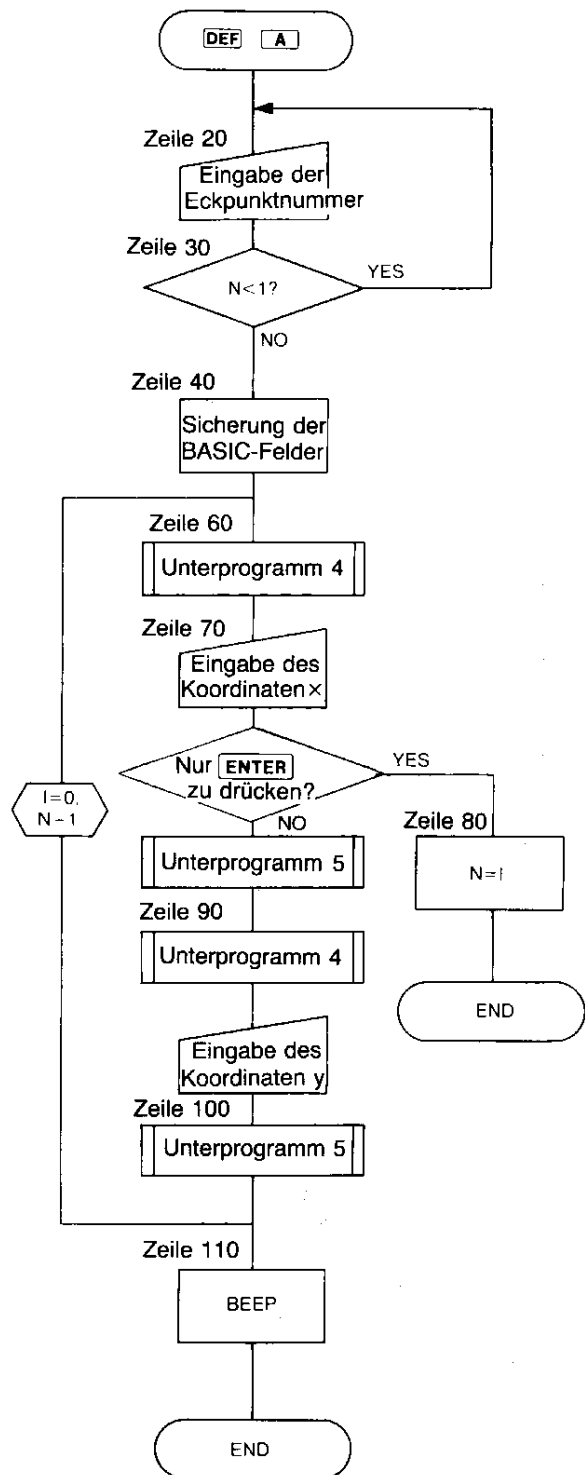 DEF A
Zeile 20
Eingabe der
Eckpunktnummer
Zeile 30
N<1?
YES
NO
Zeile 40
Sicherung der
BASIC-Felder
Zeile 60
Unterprogramm 4
Zeile 70
Eingabe des
Koordinaten x
Nur ENTER
zu drücken?
YES
NO
I=0,
N-1
Zeile 80
N=I
END
Unterprogramm 5
Zeile 90
Unterprogramm 4
Eingabe des
Koordinaten y
Zeile 100
Unterprogramm 5
Zeile 110
BEEP
END